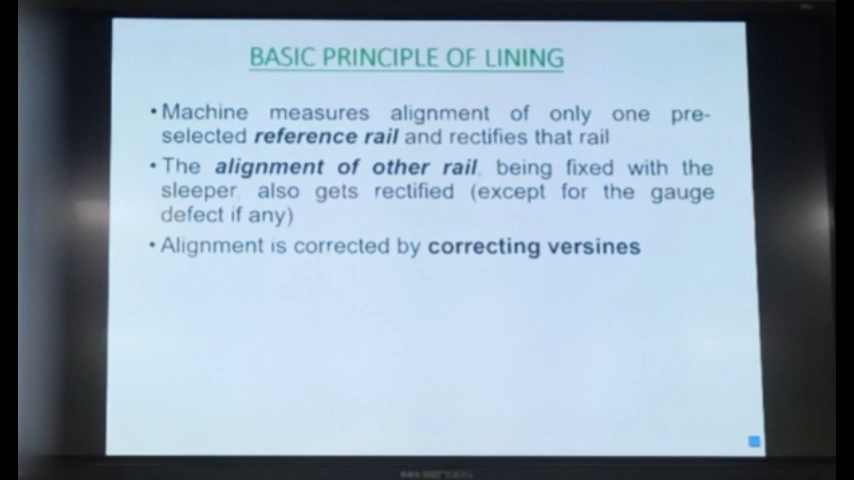 BASIC PRINCIPLE OF LINING
• Machine measures alignment of only one pre-
selected reference rail and rectifies that rail
• The alignment of other rail, being fixed with the
sleeper, also gets rectified (except for the gauge
defect if any)
• Alignment is corrected by correcting versines